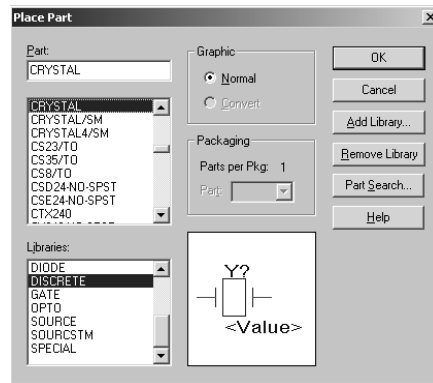 Place Part
Part:
CRYSTAL
CRYSTAL
CRYSTAL/SM
CRYSTAL4/SM
CS23/TO
CS35/TO
CS8/TO
CSD24-NO-SPST
CSE24-NO-SPST
CTX240
Libraries:
DIODE
DISCRETE
GATE
OPTO
SOURCE
SOURCSTM
SPECIAL
Graphic
Normal
Convert
Packaging
Parts per Pkg: 1
Part:
Y?
<Value>
OK
Cancel
Add Library...
Remove Library
Part Search...
Help